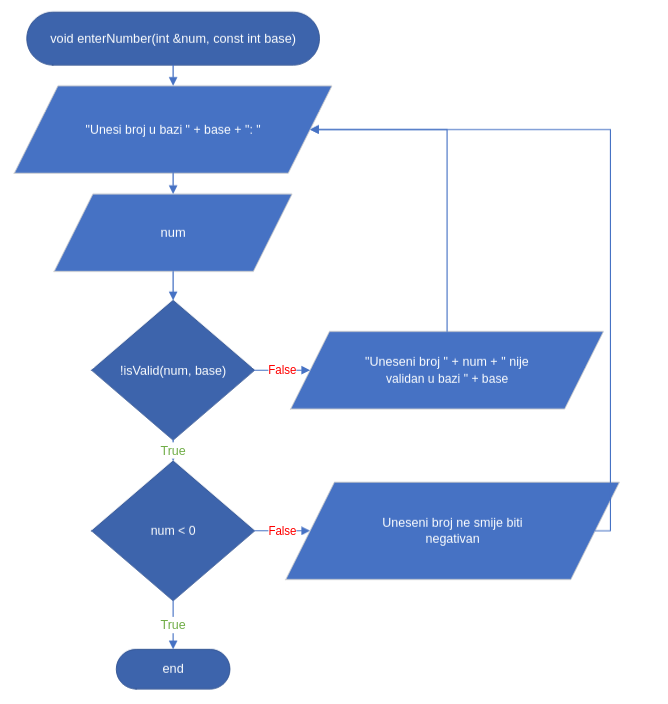 void enterNumber(int &num, const int base)
"Unesi broj u bazi " + base + ": "
num
!isValid(num, base)
False
"Uneseni broj " + num + " nije
validan u bazi " + base
True
num < 0
False
Uneseni broj ne smije biti
negativan
True
end